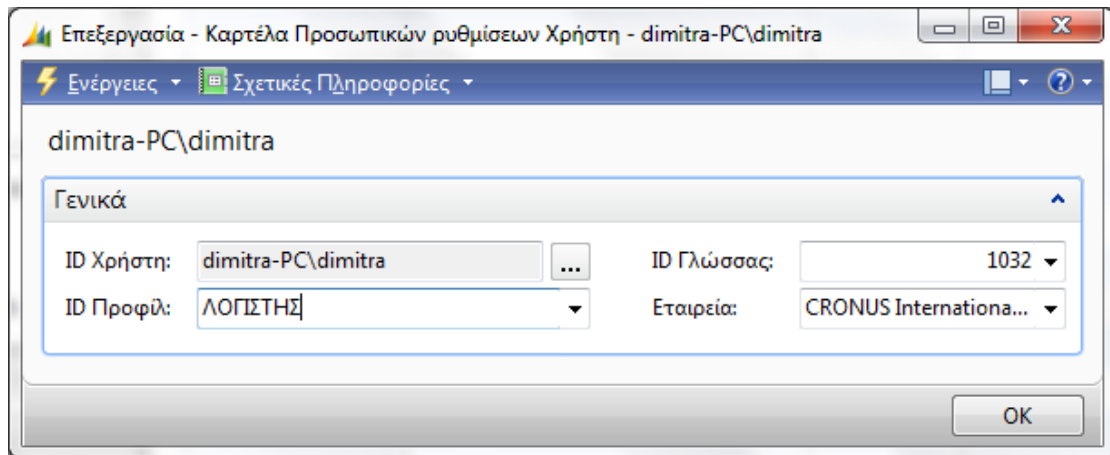 Επεξεργασία - Καρτέλα Προσωπικών ρυθμίσεων Χρήστη - dimitra-PC\dimitra
Ενέργειες Σχετικές Πληροφορίες
dimitra-PC\dimitra
Γενικά
ID Χρήστη: dimitra-PC\dimitra ... ID Γλώσσας: 1032
ID Προφίλ: ΛΟΓΙΣΤΗΣ Εταιρεία: CRONUS Internationa...
OK